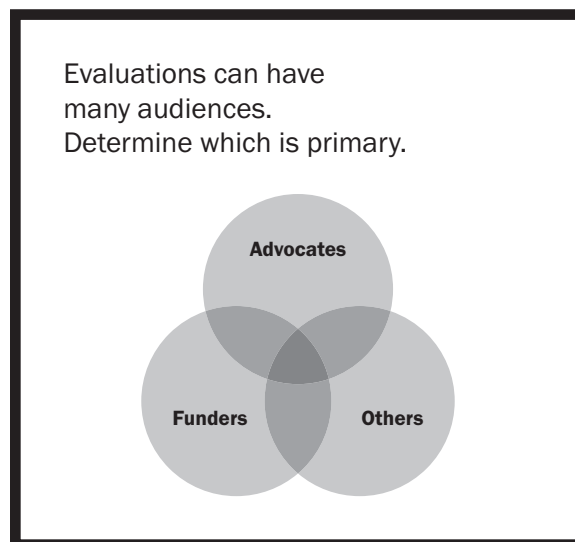 Evaluations can have
many audiences.
Determine which is primary.
Advocates
Funders
Others